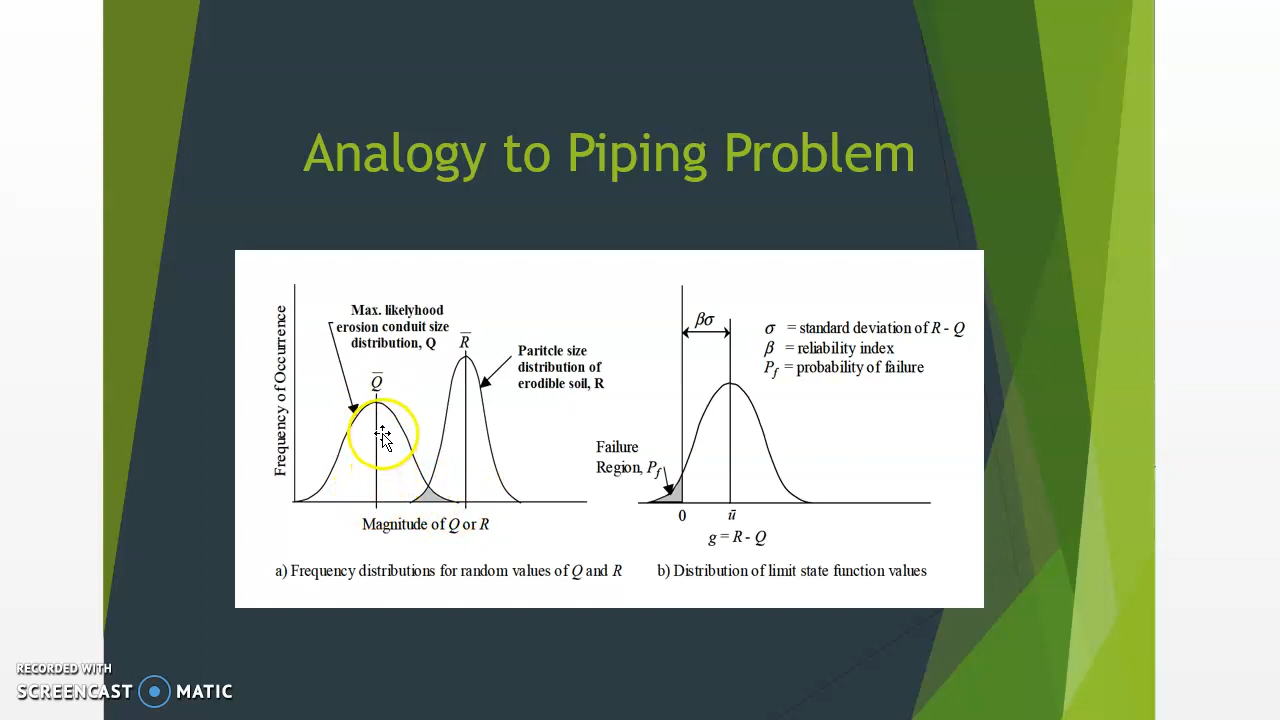 Analogy to Piping Problem
Frequency of Occurrence
Max. likelyhood
erosion conduit size
distribution, Q
Q
R
Paritcle size
distribution of
erodible soil, R
Magnitude of Q or R
a) Frequency distributions for random values of Q and R
βσ
σ = standard deviation of R - Q
β = reliability index
Pf = probability of failure
Failure
Region, Pf
0
ū
g = R - Q
b) Distribution of limit state function values
RECORDED WITH
SCREENCAST MATIC